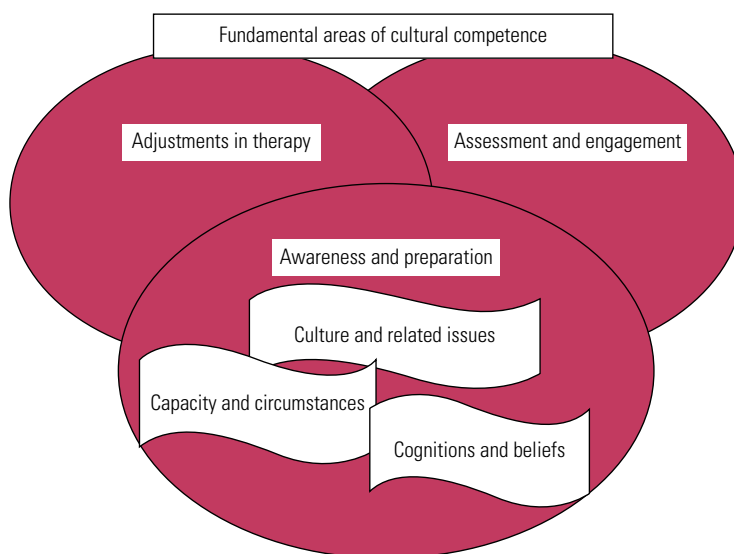 Fundamental areas of cultural competence
Adjustments in therapy
Assessment and engagement
Awareness and preparation
Culture and related issues
Capacity and circumstances
Cognitions and beliefs